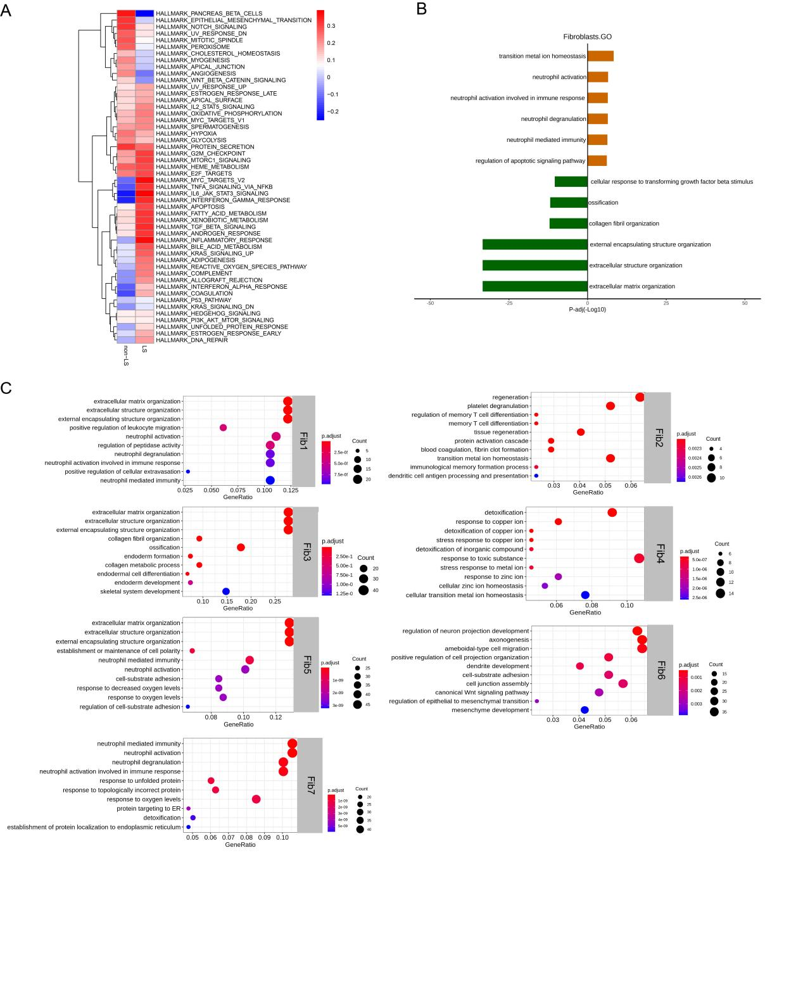 A
HALLMARK_PANCREAS_BETA_CELLS
HALLMARK_EPITHELIAL_MESENCHYMAL_TRANSITION
HALLMARK_NOTCH_SIGNALING
HALLMARK_UV_RESPONSE_DN
HALLMARK_MITOTIC_SPINDLE
HALLMARK_PEROXISOME
HALLMARK_CHOLESTEROL_HOMEOSTASIS
HALLMARK_MYOGENESIS
HALLMARK_APICAL_JUNCTION
HALLMARK_ANGIOGENESIS
HALLMARK_WNT_BETA_CATENIN_SIGNALING
HALLMARK_UV_RESPONSE_UP
HALLMARK_ESTROGEN_RESPONSE_LATE
HALLMARK_APICAL_SURFACE
HALLMARK_IL2_STAT5_SIGNALING
HALLMARK_OXIDATIVE_PHOSPHORYLATION
HALLMARK_MYC_TARGETS_V1
HALLMARK_SPERMATOGENESIS
HALLMARK_HYPOXIA
HALLMARK_GLYCOLYSIS
HALLMARK_PROTEIN_SECRETION
HALLMARK_G2M_CHECKPOINT
HALLMARK_MTORC1_SIGNALING
HALLMARK_HEME_METABOLISM
HALLMARK_E2F_TARGETS
HALLMARK_MYC_TARGETS_V2
HALLMARK_TNFA_SIGNALING_VIA_NFKB
HALLMARK_IL6_JAK_STAT3_SIGNALING
HALLMARK_INTERFERON_GAMMA_RESPONSE
HALLMARK_APOPTOSIS
HALLMARK_FATTY_ACID_METABOLISM
HALLMARK_XENOBIOTIC_METABOLISM
HALLMARK_TGF_BETA_SIGNALING
HALLMARK_ANDROGEN_RESPONSE
HALLMARK_INFLAMMATORY_RESPONSE
HALLMARK_BILE_ACID_METABOLISM
HALLMARK_KRAS_SIGNALING_UP
HALLMARK_ADIPOGENESIS
HALLMARK_REACTIVE_OXYGEN_SPECIES_PATHWAY
HALLMARK_COMPLEMENT
HALLMARK_ALLOGRAFT_REJECTION
HALLMARK_INTERFERON_ALPHA_RESPONSE
HALLMARK_COAGULATION
HALLMARK_P53_PATHWAY
HALLMARK_KRAS_SIGNALING_DN
HALLMARK_HEDGEHOG_SIGNALING
HALLMARK_PI3K_AKT_MTOR_SIGNALING
HALLMARK_UNFOLDED_PROTEIN_RESPONSE
HALLMARK_ESTROGEN_RESPONSE_EARLY
HALLMARK_DNA_REPAIR
non−LS LS
0.3
0.2
0.1
0
−0.1
−0.2
B
Fibroblasts.GO
transition metal ion homeostasis
neutrophil activation
neutrophil activation involved in immune response
neutrophil degranulation
neutrophil mediated immunity
regulation of apoptotic signaling pathway
cellular response to transforming growth factor beta stimulus
ossification
collagen fibril organization
external encapsulating structure organization
extracellular structure organization
extracellular matrix organization
-50 -25 0 25 50
P-adj(-Log10)
C
extracellular matrix organization
extracellular structure organization
external encapsulating structure organization
positive regulation of leukocyte migration
neutrophil activation
regulation of peptidase activity
neutrophil degranulation
neutrophil activation involved in immune response
positive regulation of cellular extravasation
neutrophil mediated immunity
0.025 0.050 0.075 0.100 0.125
GeneRatio
Fib1
p.adjust
2.5e-0
5.0e-0
7.5e-0
Count
5
10
15
20
regeneration
platelet degranulation
regulation of memory T cell differentiation
memory T cell differentiation
tissue regeneration
protein activation cascade
blood coagulation, fibrin clot formation
transition metal ion homeostasis
immunological memory formation process
dendritic cell antigen processing and presentation
0.03 0.04 0.05 0.06
GeneRatio
Fib2
p.adjust
0.0023
0.0024
0.0025
0.0026
Count
4
6
8
10
extracellular matrix organization
extracellular structure organization
external encapsulating structure organization
collagen fibril organization
ossification
endoderm formation
collagen metabolic process
endodermal cell differentiation
endoderm development
skeletal system development
0.10 0.15 0.20 0.25
GeneRatio
Fib3
p.adjust
2.50e-1
5.00e-1
7.50e-1
1.00e-0
1.25e-0
Count
20
30
40
detoxification
response to copper ion
detoxification of copper ion
stress response to copper ion
detoxification of inorganic compound
response to toxic substance
stress response to metal ion
response to zinc ion
cellular zinc ion homeostasis
cellular transition metal ion homeostasis
0.06 0.08 0.10
GeneRatio
Fib4
p.adjust
5.0e-07
1.0e-06
1.5e-06
2.0e-06
2.5e-06
Count
6
8
10
12
14
extracellular matrix organization
extracellular structure organization
external encapsulating structure organization
establishment or maintenance of cell polarity
neutrophil mediated immunity
neutrophil activation
cell-substrate adhesion
response to decreased oxygen levels
response to oxygen levels
regulation of cell-substrate adhesion
0.08 0.10 0.12
GeneRatio
Fib5
p.adjust
1e-09
2e-09
3e-09
Count
25
30
35
40
45
regulation of neuron projection development
axonogenesis
ameboidal-type cell migration
positive regulation of cell projection organization
dendrite development
cell-substrate adhesion
cell junction assembly
canonical Wnt signaling pathway
regulation of epithelial to mesenchymal transition
mesenchyme development
0.03 0.04 0.05 0.06
GeneRatio
Fib6
p.adjust
0.001
0.002
0.003
Count
15
20
25
30
35
neutrophil mediated immunity
neutrophil activation
neutrophil degranulation
neutrophil activation involved in immune response
response to unfolded protein
response to topologically incorrect protein
response to oxygen levels
protein targeting to ER
detoxification
establishment of protein localization to endoplasmic reticulum
0.05 0.06 0.07 0.08 0.09 0.10
GeneRatio
Fib7
p.adjust
1e-09
2e-09
3e-09
4e-09
5e-09
Count
20
25
30
35
40